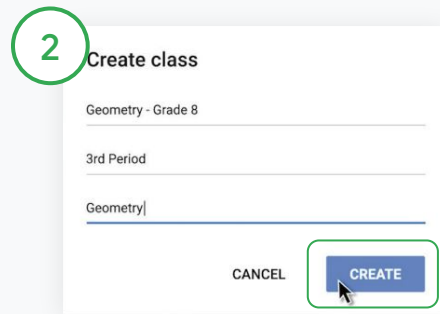 2
Create class
Geometry - Grade 8
3rd Period
Geometry
CANCEL CREATE